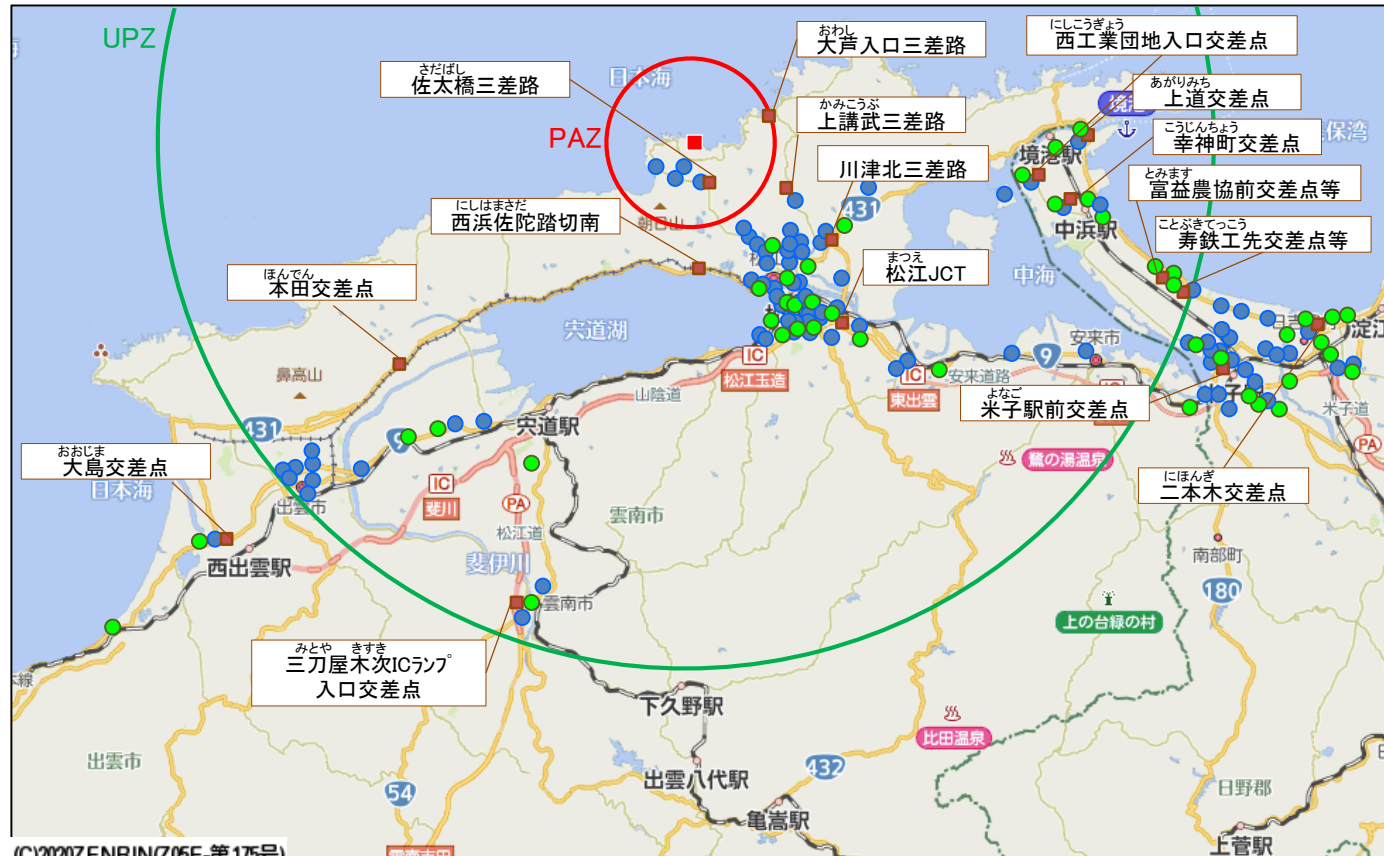 UPZ
PAZ
おわし
大芦入口三差路
にしこうぎょう
西工業団地入口交差点
さだばし
佐太橋三差路
日本海
あがりみち
上道交差点
かみこうぶ
上講武三差路
こうじんちょう
幸神町交差点
境港駅
川津北三差路
とみます
富益農協前交差点等
431
にしはまさだ
西浜佐陀踏切南
朝日山
中浜駅
ことぶきてっこう
寿鉄工先交差点等
ほんでん
本田交差点
まつえ
松江JCT
中海
宍道湖
安来市
9
IC
松江玉造
IC
東出雲
安来道路
鼻高山
山陰道
よなご
米子駅前交差点
米子道
PA
431
9
宍道駅
おおじま
大島交差点
日本海
鷺の湯温泉
にほんぎ
二本木交差点
出雲市
IC
斐川
PA
松江道
雲南市
西出雲駅
斐伊川
南部町
180
雲南市
上の台緑の村
みとや きすき
三刀屋木次ICランプ
入口交差点
下久野駅
比田温泉
出雲市
出雲八代駅
432
54
日野郡
亀嵩駅
上菅駅
(C)2020ZENRIN(Z05E-第175号)